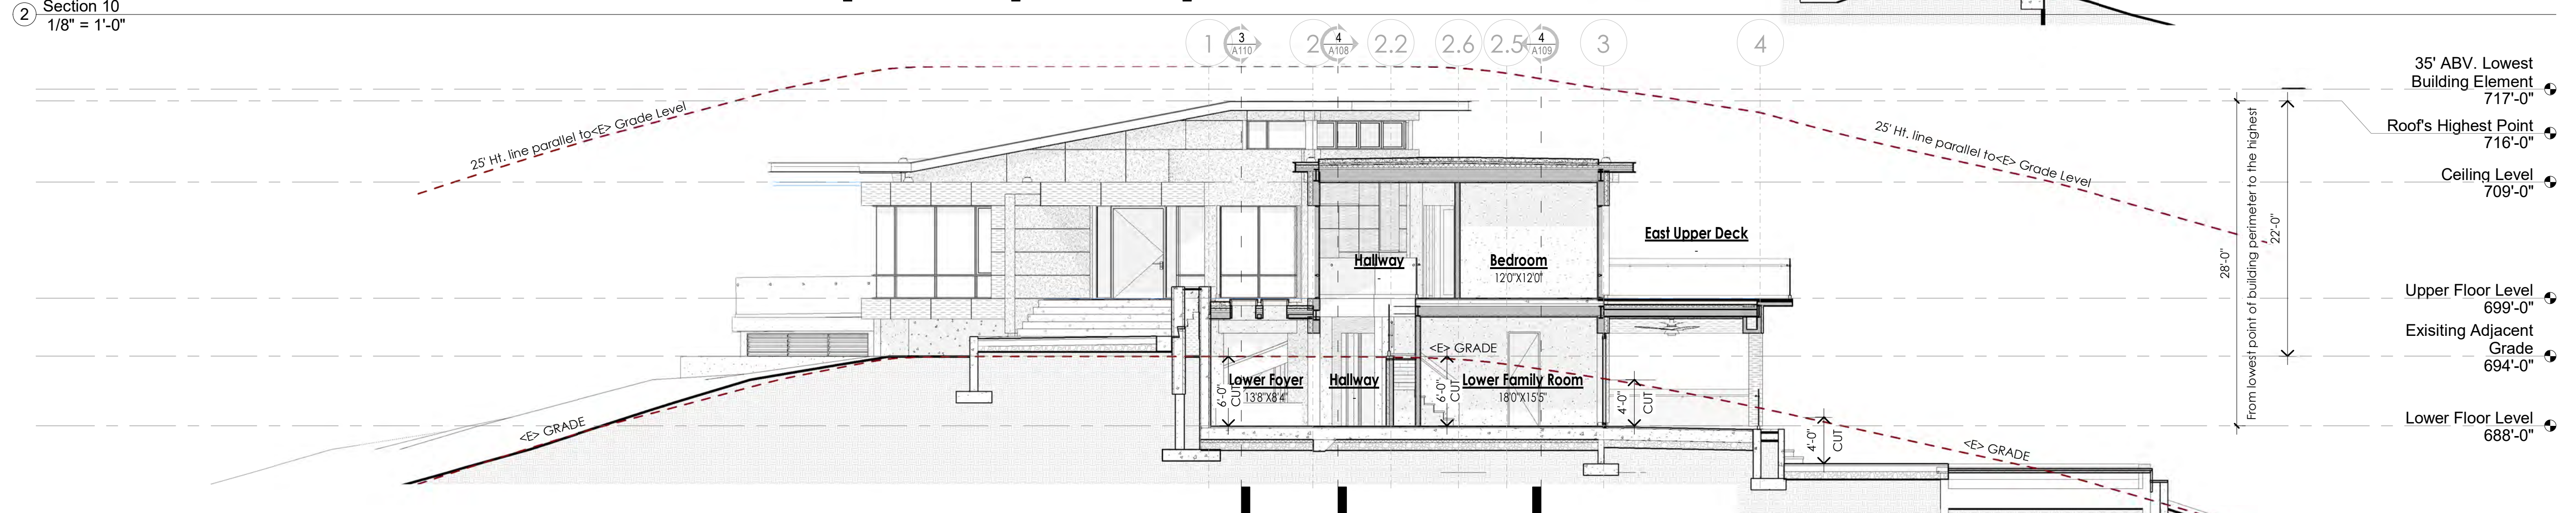 2
Section 10
1/8" = 1'-0"
1
3
A110
2
4
A108
2.2
2.6
2.5
4
A109
3
4
35' ABV. Lowest
Building Element
717'-0"
Roof's Highest Point
716'-0"
Ceiling Level
709'-0"
Upper Floor Level
699'-0"
Exisiting Adjacent
Grade
694'-0"
Lower Floor Level
688'-0"
25' Ht. line parallel to<E> Grade Level
25' Ht. line parallel to<E> Grade Level
From lowest point of building perimeter to the highest
28'-0"
22'-0"
East Upper Deck
-
Hallway
-
Bedroom
12'0"X12'0"
<E> GRADE
Lower Foyer
13'8"X8'4"
Hallway
-
Lower Family Room
18'0"X15'5"
6'-0"
CUT
6'-0"
CUT
4'-0"
CUT
4'-0"
CUT
<E> GRADE
<E> GRADE